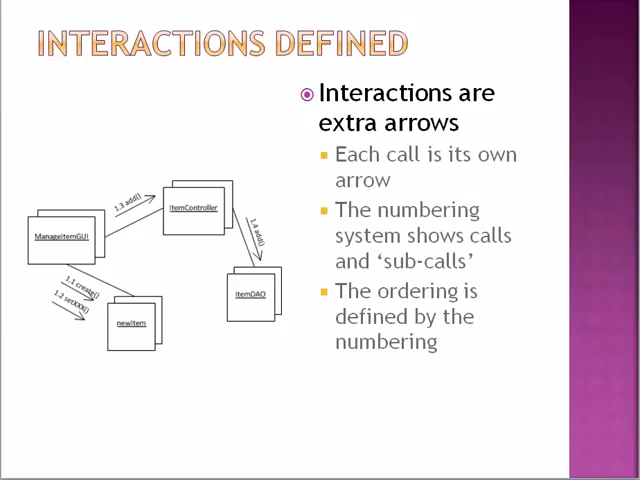 INTERACTIONS DEFINED
Interactions are
extra arrows
Each call is its own
arrow
The numbering
system shows calls
and ‘sub-calls’
The ordering is
defined by the
numbering
1.3 add()
ItemController
ManageItemGUI
1.4 add()
1.1 create()
1.2 setXXX()
ItemDAO
newItem